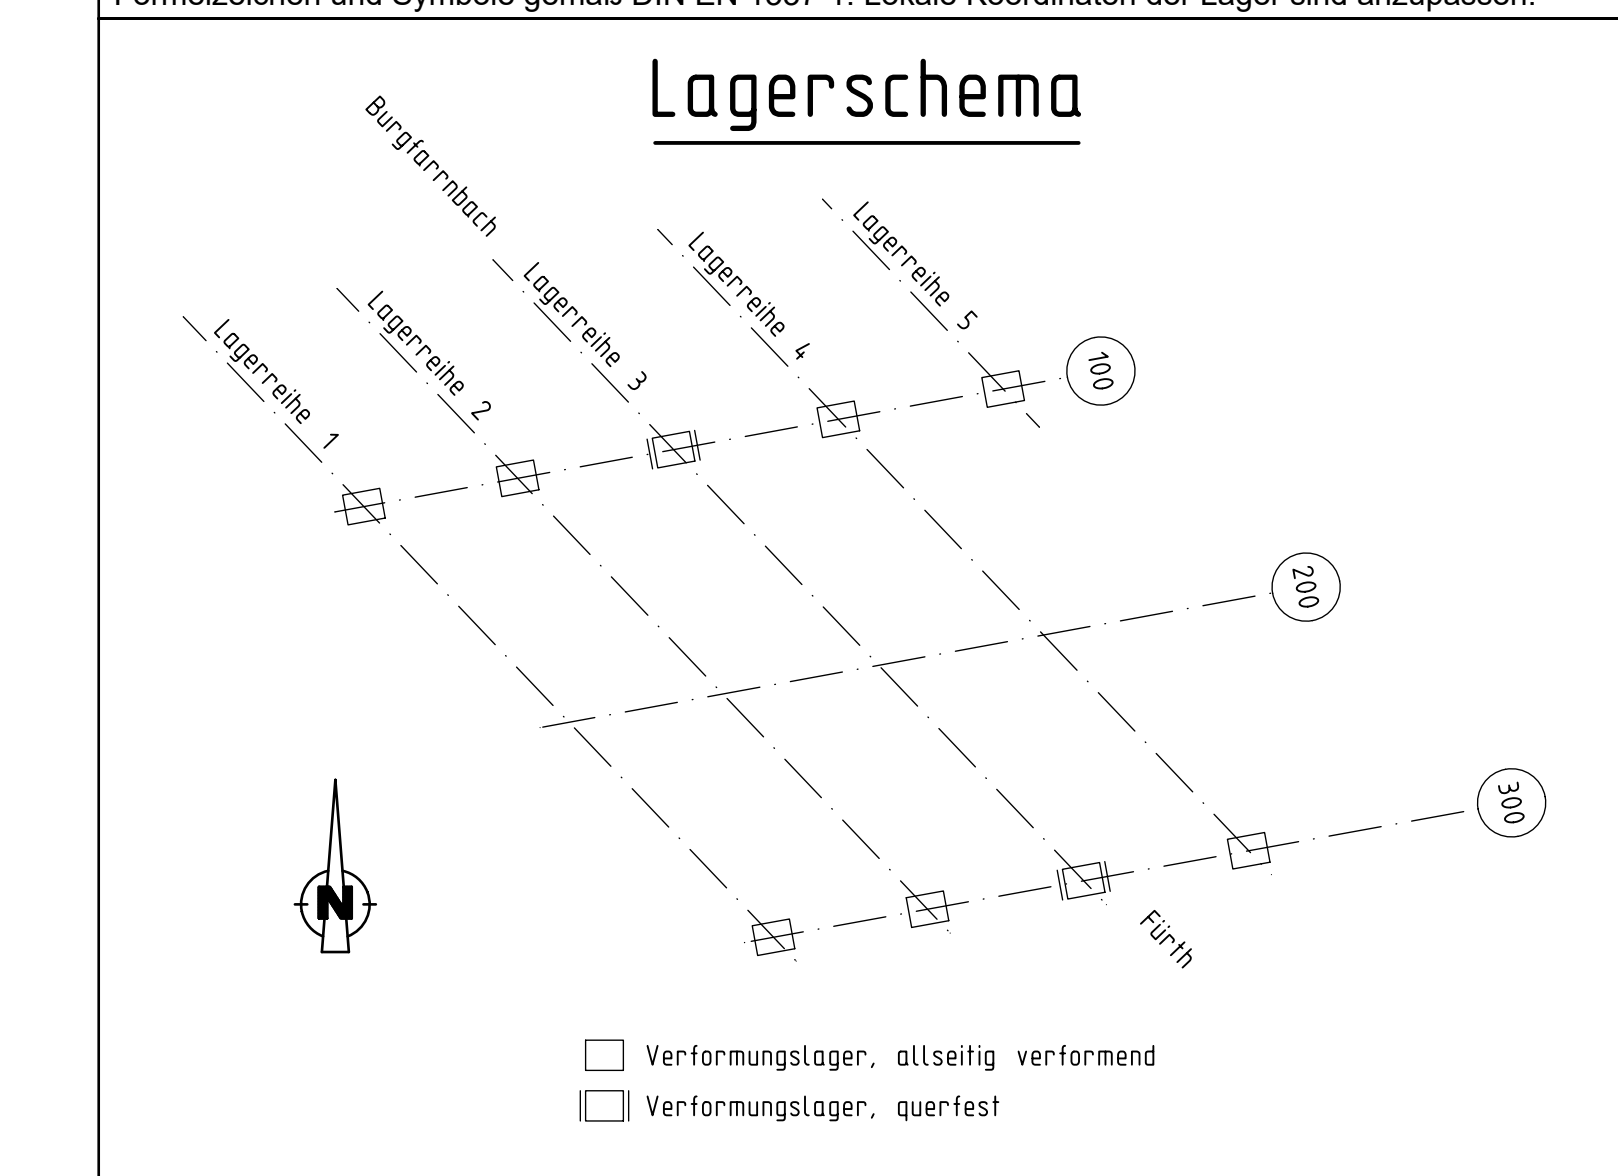 Formelzeichen und Symbole gemäß DIN EN 1337-1. Lokale Koordinaten der Lager sind anzupassen.
Lagerschema
Burgfarrnbach
Lagerreihe 1
Lagerreihe 2
Lagerreihe 3
Lagerreihe 4
Lagerreihe 5
100
200
300
N
Fürth
Verformungslager, allseitig verformend
Verformungslager, querfest